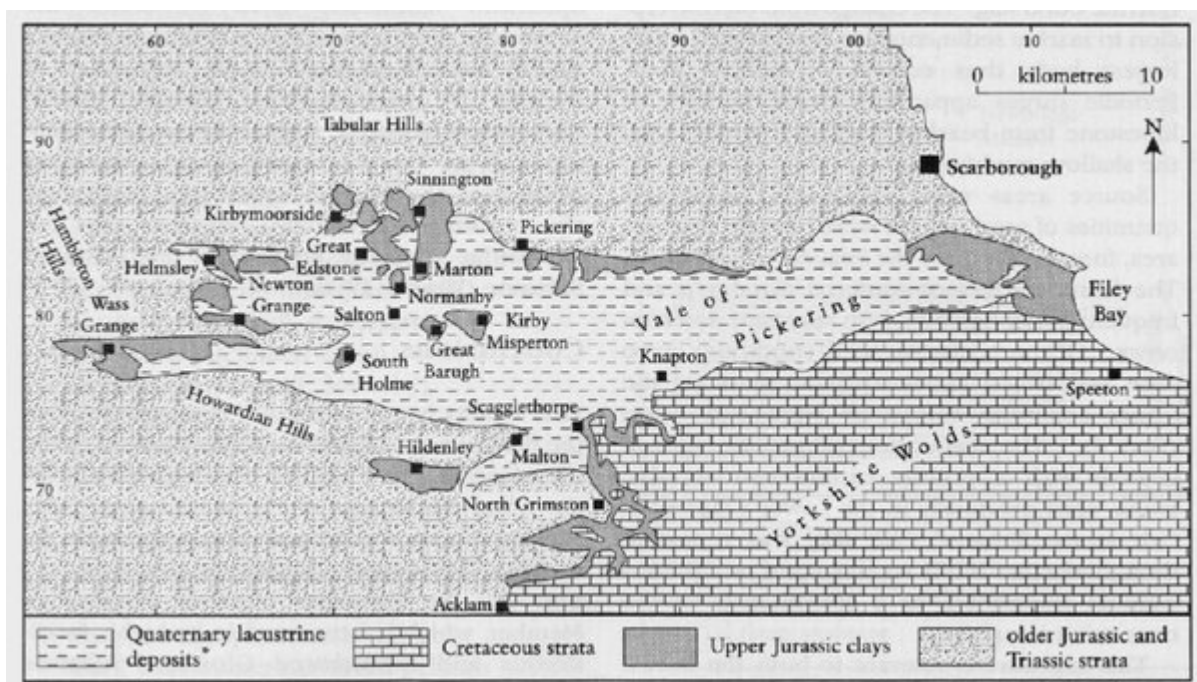 60 70 80 90 00
0 kilometres 10
Tabular Hills
90
N
Scarborough
Sinnington
Kirbymoorside
Hambleton
Hills
Pickering
Great
Edstone
Marton
Helmsley
Newton
Grange
Normanby
Vale of
Pickering
Filey
Bay
Wass
Grange
80
Salton
Kirby
Misperton
Great
Barugh
South
Holme
Knapton
Speeton
Howardian Hills
Scagglethorpe
Hildenley
Malton
Yorkshire Wolds
70
North Grimston
Acklam
Quaternary lacustrine
deposits*
Cretaceous strata
Upper Jurassic clays
older Jurassic and
Triassic strata